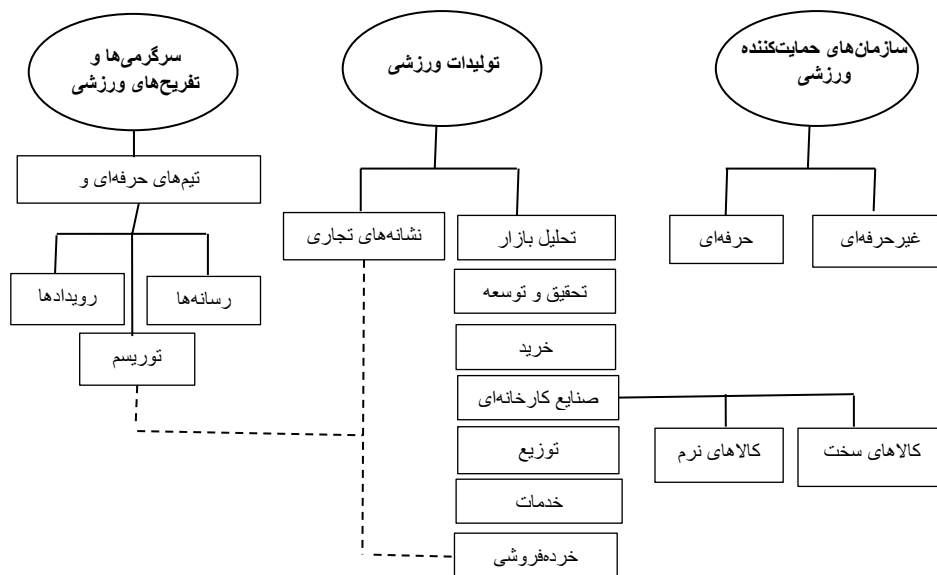 سازمان‌های حمایت‌کننده
ورزشی
غیرحرفه‌ای
حرفه‌ای
تولیدات ورزشی
تحلیل بازار
نشانه‌های تجاری
تحقیق و توسعه
خرید
صنایع کارخانه‌ای
کالاهای سخت
کالاهای نرم
توزیع
خدمات
خرده‌فروشی
سرگرمی‌ها و
تفریح‌های ورزشی
تیم‌های حرفه‌ای و
رسانه‌ها
رویدادها
توریسم